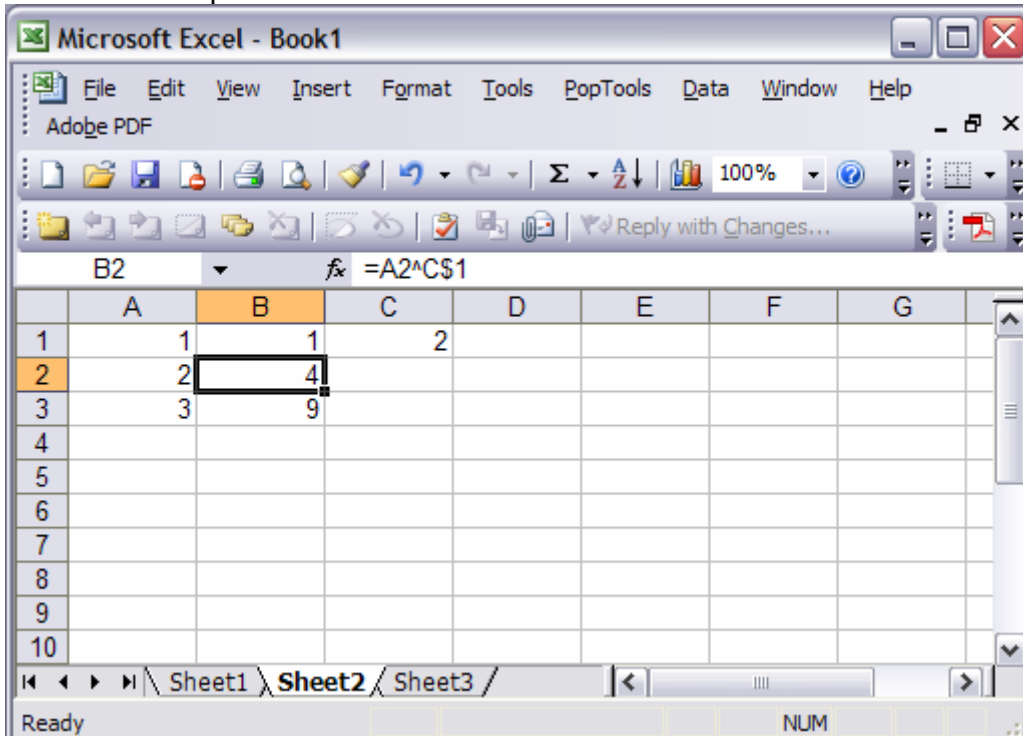 Microsoft Excel - Book1
File Edit View Insert Format Tools PopTools Data Window Help
Adobe PDF
Σ A Z 100%
Reply with Changes...
B2 fx =A2^C$1
A B C D E F G
1 1 1 2
2 2 4
3 3 9
4
5
6
7
8
9
10
Sheet1 Sheet2 Sheet3
Ready NUM